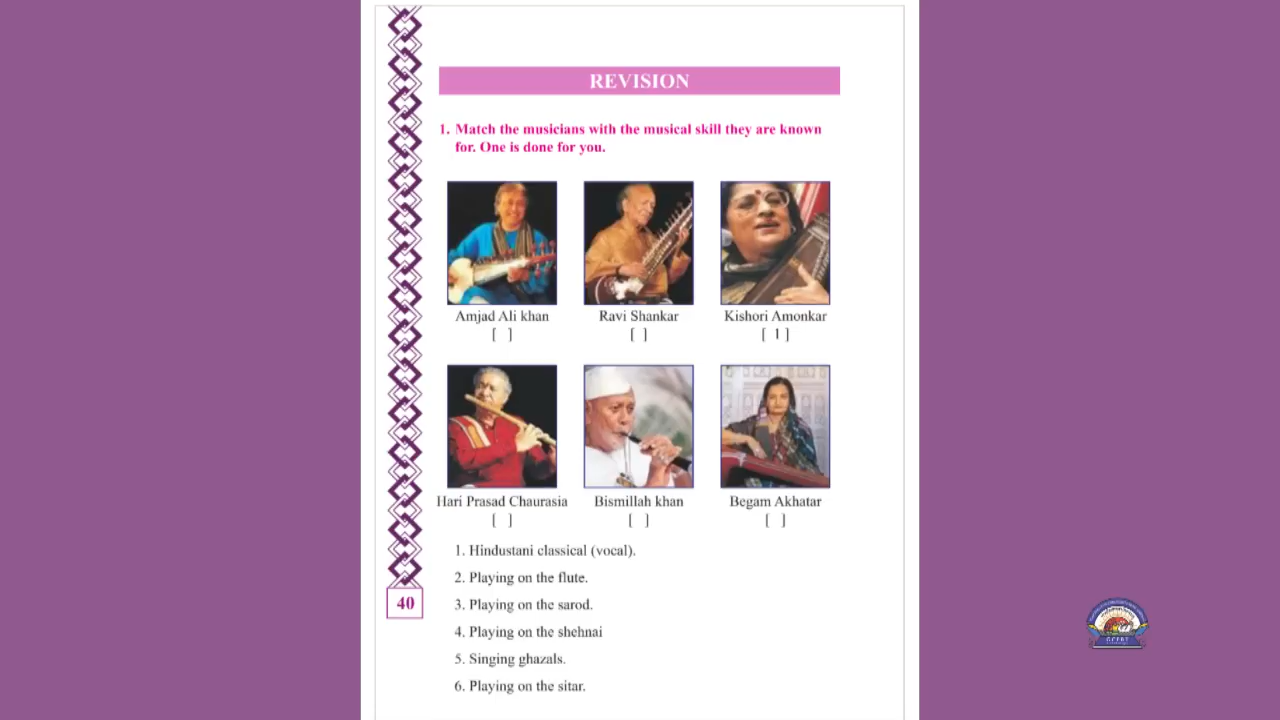 REVISION
1. Match the musicians with the musical skill they are known
for. One is done for you.
Amjad Ali khan
[ ]
Ravi Shankar
[ ]
Kishori Amonkar
[ 1 ]
Hari Prasad Chaurasia
[ ]
Bismillah khan
[ ]
Begam Akhatar
[ ]
1. Hindustani classical (vocal).
2. Playing on the flute.
3. Playing on the sarod.
4. Playing on the shehnai
5. Singing ghazals.
6. Playing on the sitar.
40